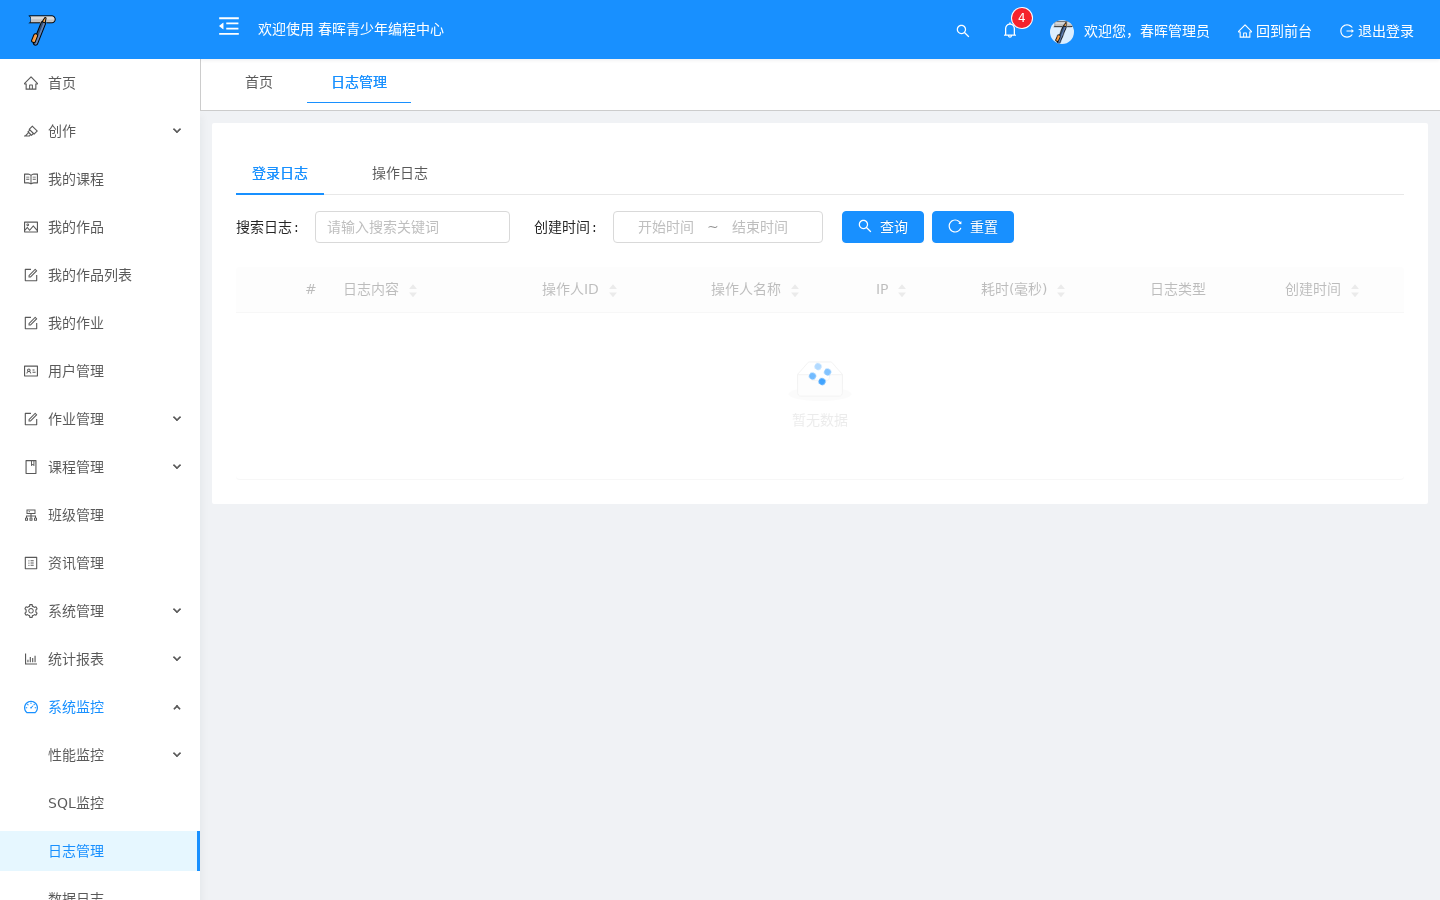 欢迎使用 春晖青少年编程中心
4
欢迎您，春晖管理员
回到前台
退出登录
首页
创作
我的课程
我的作品
我的作品列表
我的作业
用户管理
作业管理
课程管理
班级管理
资讯管理
系统管理
统计报表
系统监控
性能监控
SQL监控
日志管理
数据日志
首页 日志管理
登录日志 操作日志
搜索日志： 请输入搜索关键词 创建时间： 开始时间 ~ 结束时间 查询 重置
# 日志内容 操作人ID 操作人名称 IP 耗时(毫秒) 日志类型 创建时间
暂无数据